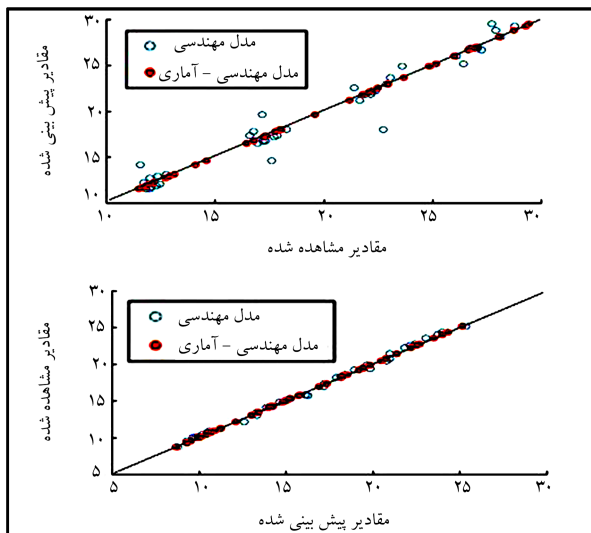 ۳۰
۲۵
۲۰
۱۵
۱۰
مقادیر پیش بینی شده
مدل مهندسی
مدل مهندسی - آماری
۱۰ ۱۵ ۲۰ ۲۵ ۳۰
مقادیر مشاهده شده
۳۰
۲۵
۲۰
۱۵
۱۰
۵
مقادیر مشاهده شده
مدل مهندسی
مدل مهندسی - آماری
۵ ۱۰ ۱۵ ۲۰ ۲۵ ۳۰
مقادیر پیش بینی شده